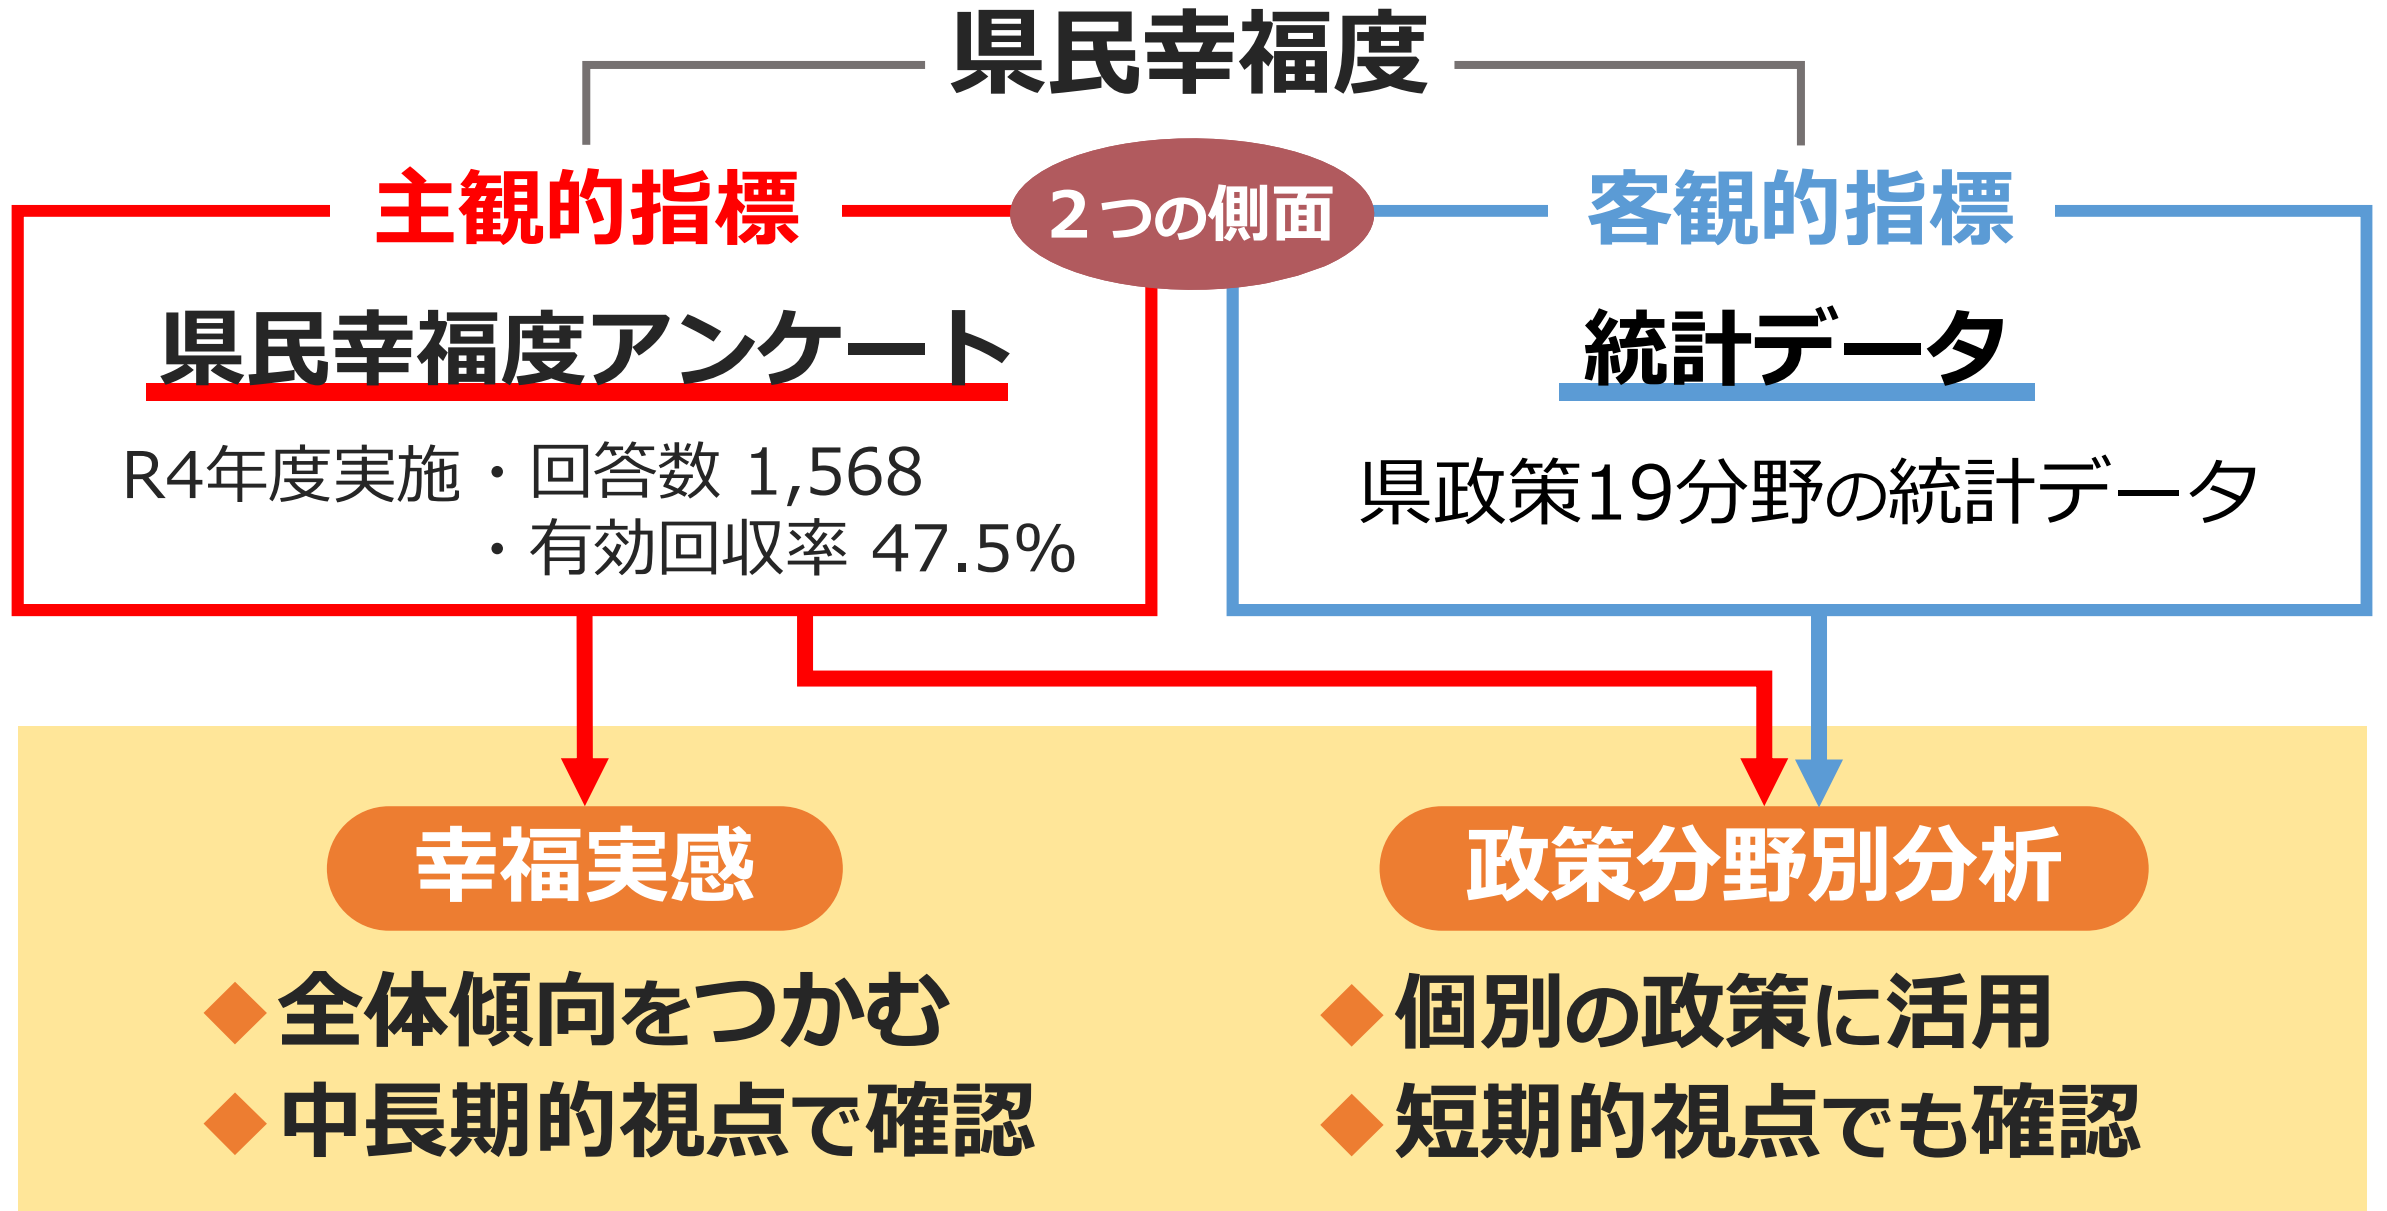 県民幸福度
２つの側面
主観的指標
県民幸福度アンケート
R4年度実施・回答数 1,568
・有効回収率 47.5%
客観的指標
統計データ
県政策19分野の統計データ
幸福実感
◆全体傾向をつかむ
◆中長期的視点で確認
政策分野別分析
◆個別の政策に活用
◆短期的視点でも確認